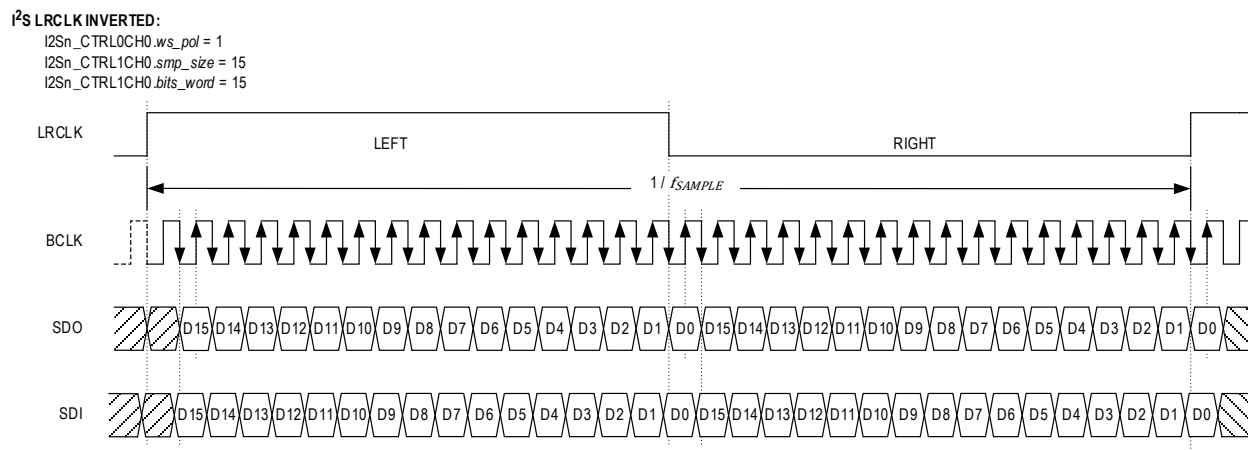 I²S LRCLK INVERTED:
I2Sn_CTRL0CH0.ws_pol = 1
I2Sn_CTRL1CH0.smp_size = 15
I2Sn_CTRL1CH0.bits_word = 15
LRCLK LEFT RIGHT
1 / fSAMPLE
BCLK
SDO D15 D14 D13 D12 D11 D10 D9 D8 D7 D6 D5 D4 D3 D2 D1 D0 D15 D14 D13 D12 D11 D10 D9 D8 D7 D6 D5 D4 D3 D2 D1 D0
SDI D15 D14 D13 D12 D11 D10 D9 D8 D7 D6 D5 D4 D3 D2 D1 D0 D15 D14 D13 D12 D11 D10 D9 D8 D7 D6 D5 D4 D3 D2 D1 D0